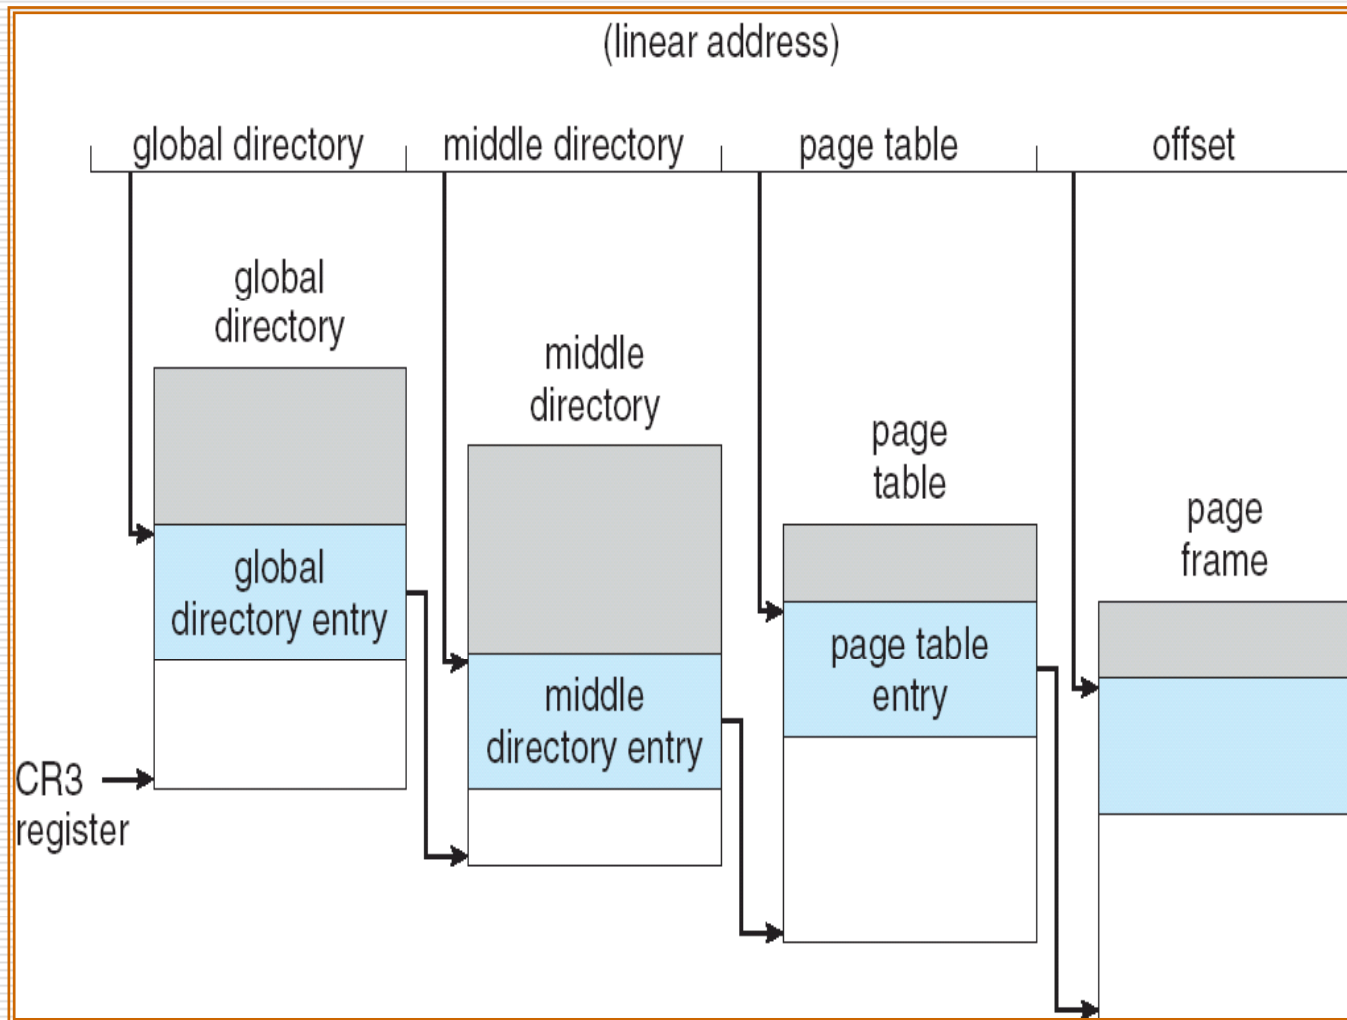 (linear address)
global directory
middle directory
page table
offset
global
directory
middle
directory
page
table
page
frame
global
directory entry
middle
directory entry
page table
entry
CR3
register